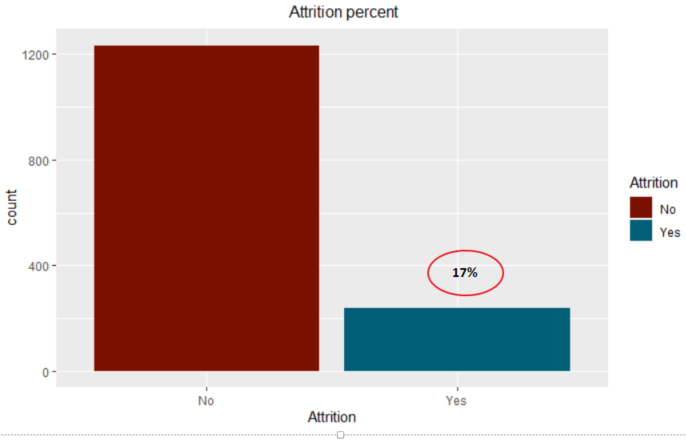 Attrition percent
1200
800
400
0
count
17%
No
Yes
Attrition
Attrition
No
Yes